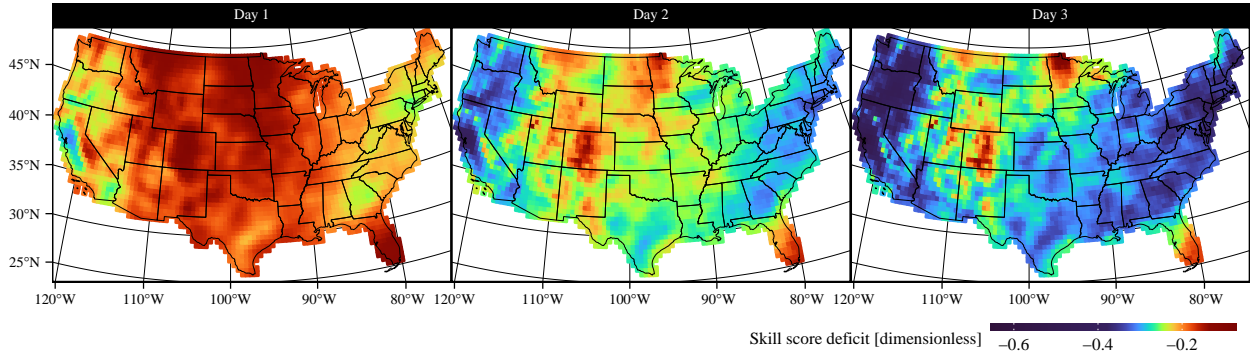 Day 1
Day 2
Day 3
45°N
40°N
35°N
30°N
25°N
120°W 110°W 100°W 90°W 80°W
120°W 110°W 100°W 90°W 80°W
120°W 110°W 100°W 90°W 80°W
Skill score deficit [dimensionless]
−0.6 −0.4 −0.2